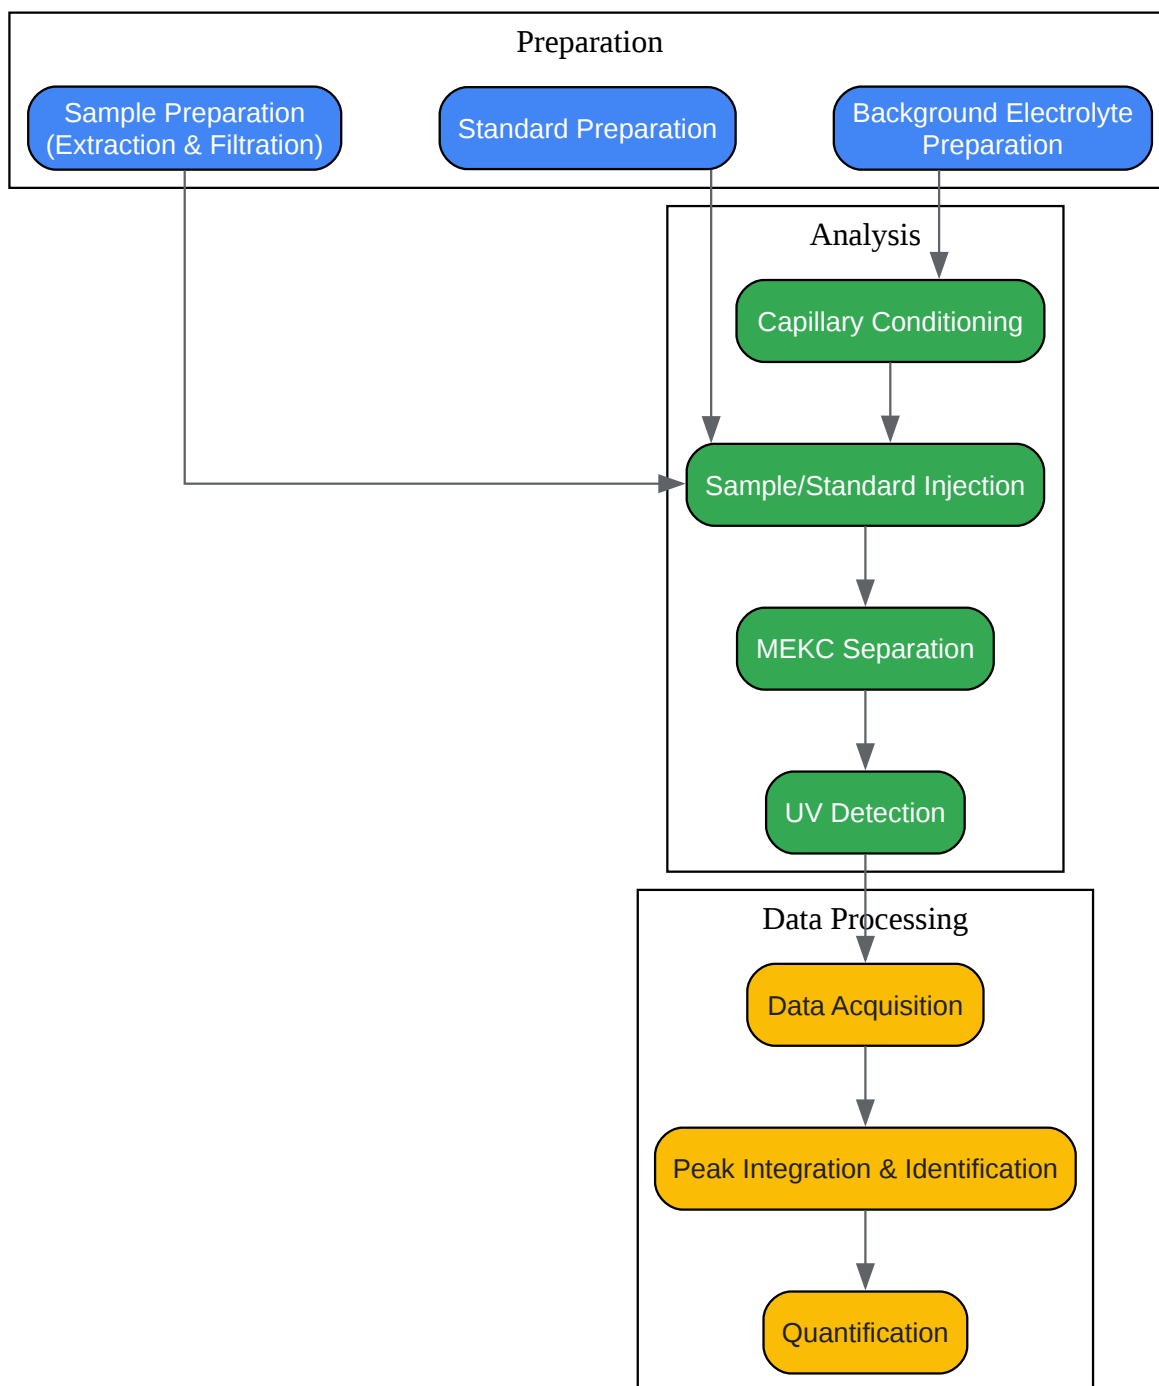 Preparation
Sample Preparation
(Extraction & Filtration)
Standard Preparation
Background Electrolyte
Preparation
Analysis
Capillary Conditioning
Sample/Standard Injection
MEKC Separation
UV Detection
Data Processing
Data Acquisition
Peak Integration & Identification
Quantification